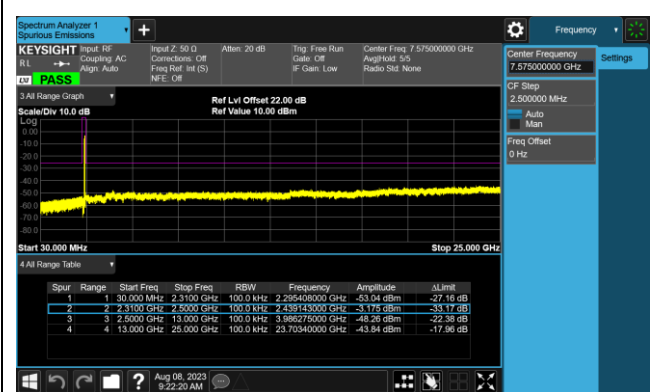 Spectrum Analyzer 1
Spurious Emissions
+
Frequency
KEYSIGHT Input: RF Input Z: 50 Ω Atten: 20 dB Trig: Free Run Center Freq: 7.575000000 GHz
RL Coupling: AC Corrections: Off Gate: Off Avg|Hold: 5/5
Align: Auto Freq Ref: Int (S) IF Gain: Low Radio Std: None
LXI PASS NFE: Off
Center Frequency
7.575000000 GHz
Settings
CF Step
2.500000 MHz
Auto
Man
Freq Offset
0 Hz
3 All Range Graph
Ref Lvl Offset 22.00 dB
Scale/Div 10.0 dB Ref Value 10.00 dBm
Log
0.00
-10.0
-20.0
-30.0
-40.0
-50.0
-60.0
-70.0
-80.0
Start 30.000 MHz Stop 25.000 GHz
4 All Range Table
Spur Range Start Freq Stop Freq RBW Frequency Amplitude ΔLimit
1 1 30.000 MHz 2.3100 GHz 100.0 kHz 2.295408000 GHz -53.04 dBm -27.16 dB
2 2 2.3100 GHz 2.5000 GHz 100.0 kHz 2.439143000 GHz -3.175 dBm -33.17 dB
3 3 2.5000 GHz 13.000 GHz 100.0 kHz 3.986275000 GHz -48.26 dBm -22.38 dB
4 4 13.000 GHz 25.000 GHz 100.0 kHz 23.70340000 GHz -43.84 dBm -17.96 dB
? Aug 08, 2023
9:22:20 AM